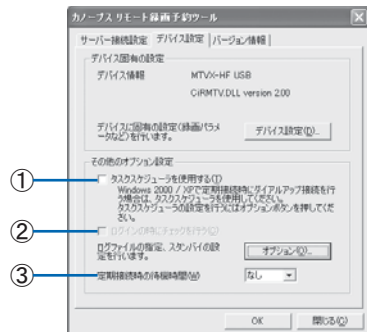 カノープス リモート録画予約ツール
サーバー接続設定 デバイス設定 バージョン情報
デバイス固有の設定
デバイス情報 MTVX-HF USB
CiRMTV.DLL version 2.00
デバイスに固有の設定(録画パラメ
ータなど)を行います。
デバイス設定(D)...
その他のオプション設定
① タスクスケジューラを使用する(T)
Windows 2000 / XPで定期接続時にダイアルアップ接続を行
う場合は、タスクスケジューラを使用してください。
タスクスケジューラの設定を行うにはオプションボタンを押してくだ
さい。
② ログインの時にチェックを行う(C)
ログファイルの指定、スタンバイの設
定を行います。
オプション(O)...
③ 定期接続時の待機時間(W) なし
OK 閉じる(C)